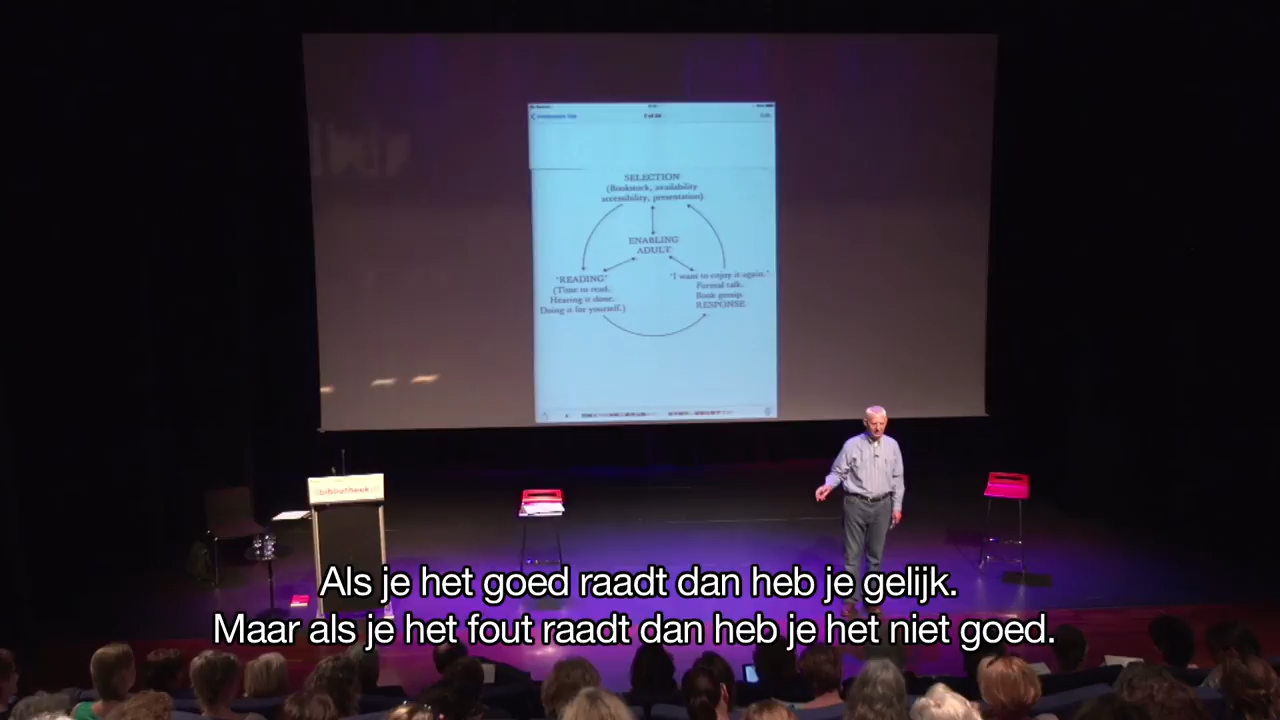 SELECTION
(Bookstock, availability
accessibility, presentation)
ENABLING
ADULT
"READING"
(Time to read.
Hearing it done.
Doing it for yourself.)
"I want to enjoy it again."
Formal talk.
Book gossip.
RESPONSE
bibliotheek
Als je het goed raadt dan heb je gelijk.
Maar als je het fout raadt dan heb je het niet goed.